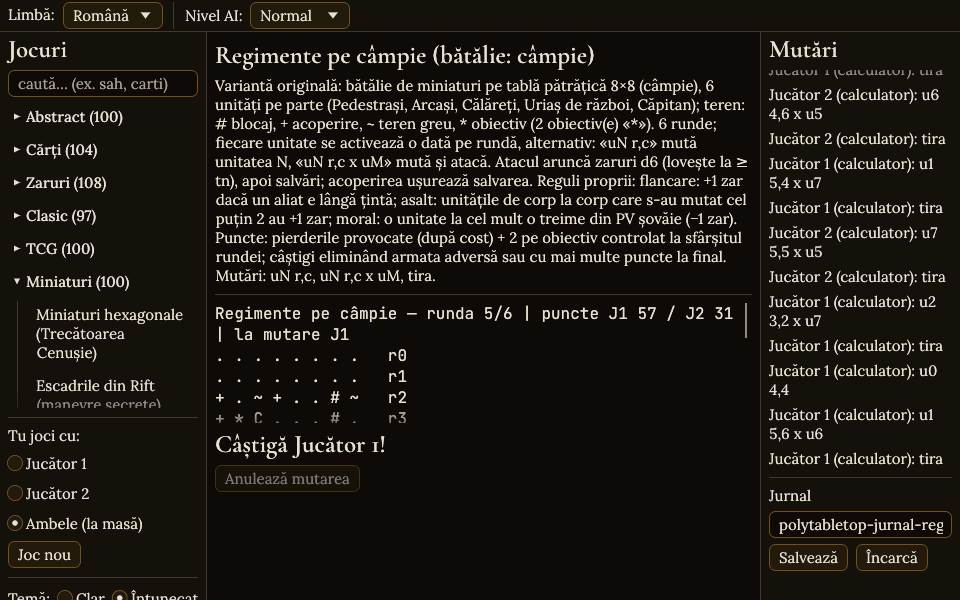 Limbă:
Română
Nivel AI:
Normal
Jocuri
caută... (ex. sah, carti)
Abstract (100)
Cărți (104)
Zaruri (108)
Clasic (97)
TCG (100)
Miniaturi (100)
Miniaturi hexagonale
(Trecătoarea
Cenușie)
Escadrile din Rift
(manevre secrete)
Tu joci cu:
Jucător 1
Jucător 2
Ambele (la masă)
Joc nou
Temă:
Clar
Întunecat
Regimente pe câmpie (bătălie: câmpie)
Variantă originală: bătălie de miniaturi pe tablă pătrățică 8×8 (câmpie), 6
unități pe parte (Pedestrași, Arcași, Călăreți, Uriaș de război, Căpitan); teren:
# blocaj, + acoperire, ~ teren greu, * obiectiv (2 obiectiv(e) «*»). 6 runde;
fiecare unitate se activează o dată pe rundă, alternativ: «uN r,c» mută
unitatea N, «uN r,c x uM» mută și atacă. Atacul aruncă zaruri d6 (lovește la ≥
tn), apoi salvări; acoperirea ușurează salvarea. Reguli proprii: flancare: +1 zar
dacă un aliat e lângă țintă; asalt: unitățile de corp la corp care s-au mutat cel
puțin 2 au +1 zar; moral: o unitate la cel mult o treime din PV șovăie (−1 zar).
Puncte: pierderile provocate (după cost) + 2 pe obiectiv controlat la sfârșitul
rundei; câștigi eliminând armata adversă sau cu mai multe puncte la final.
Mutări: uN r,c, uN r,c x uM, tira.
Regimente pe câmpie — runda 5/6 | puncte J1 57 / J2 31
| la mutare J1
. . . . . . . . r0
. . . . . . . . r1
+ . ~ + . . # ~ r2
+ * C . . . # . r3
Câștigă Jucător 1!
Anulează mutarea
Mutări
Jucător 1 (calculator): tira
Jucător 2 (calculator): u6
4,6 x u5
Jucător 2 (calculator): tira
Jucător 1 (calculator): u1
5,4 x u7
Jucător 1 (calculator): tira
Jucător 2 (calculator): u7
5,5 x u5
Jucător 2 (calculator): tira
Jucător 1 (calculator): u2
3,2 x u7
Jucător 1 (calculator): tira
Jucător 1 (calculator): u0
4,4
Jucător 1 (calculator): u1
5,6 x u6
Jucător 1 (calculator): tira
Jurnal
polytabletop-jurnal-reg
Salvează
Încarcă